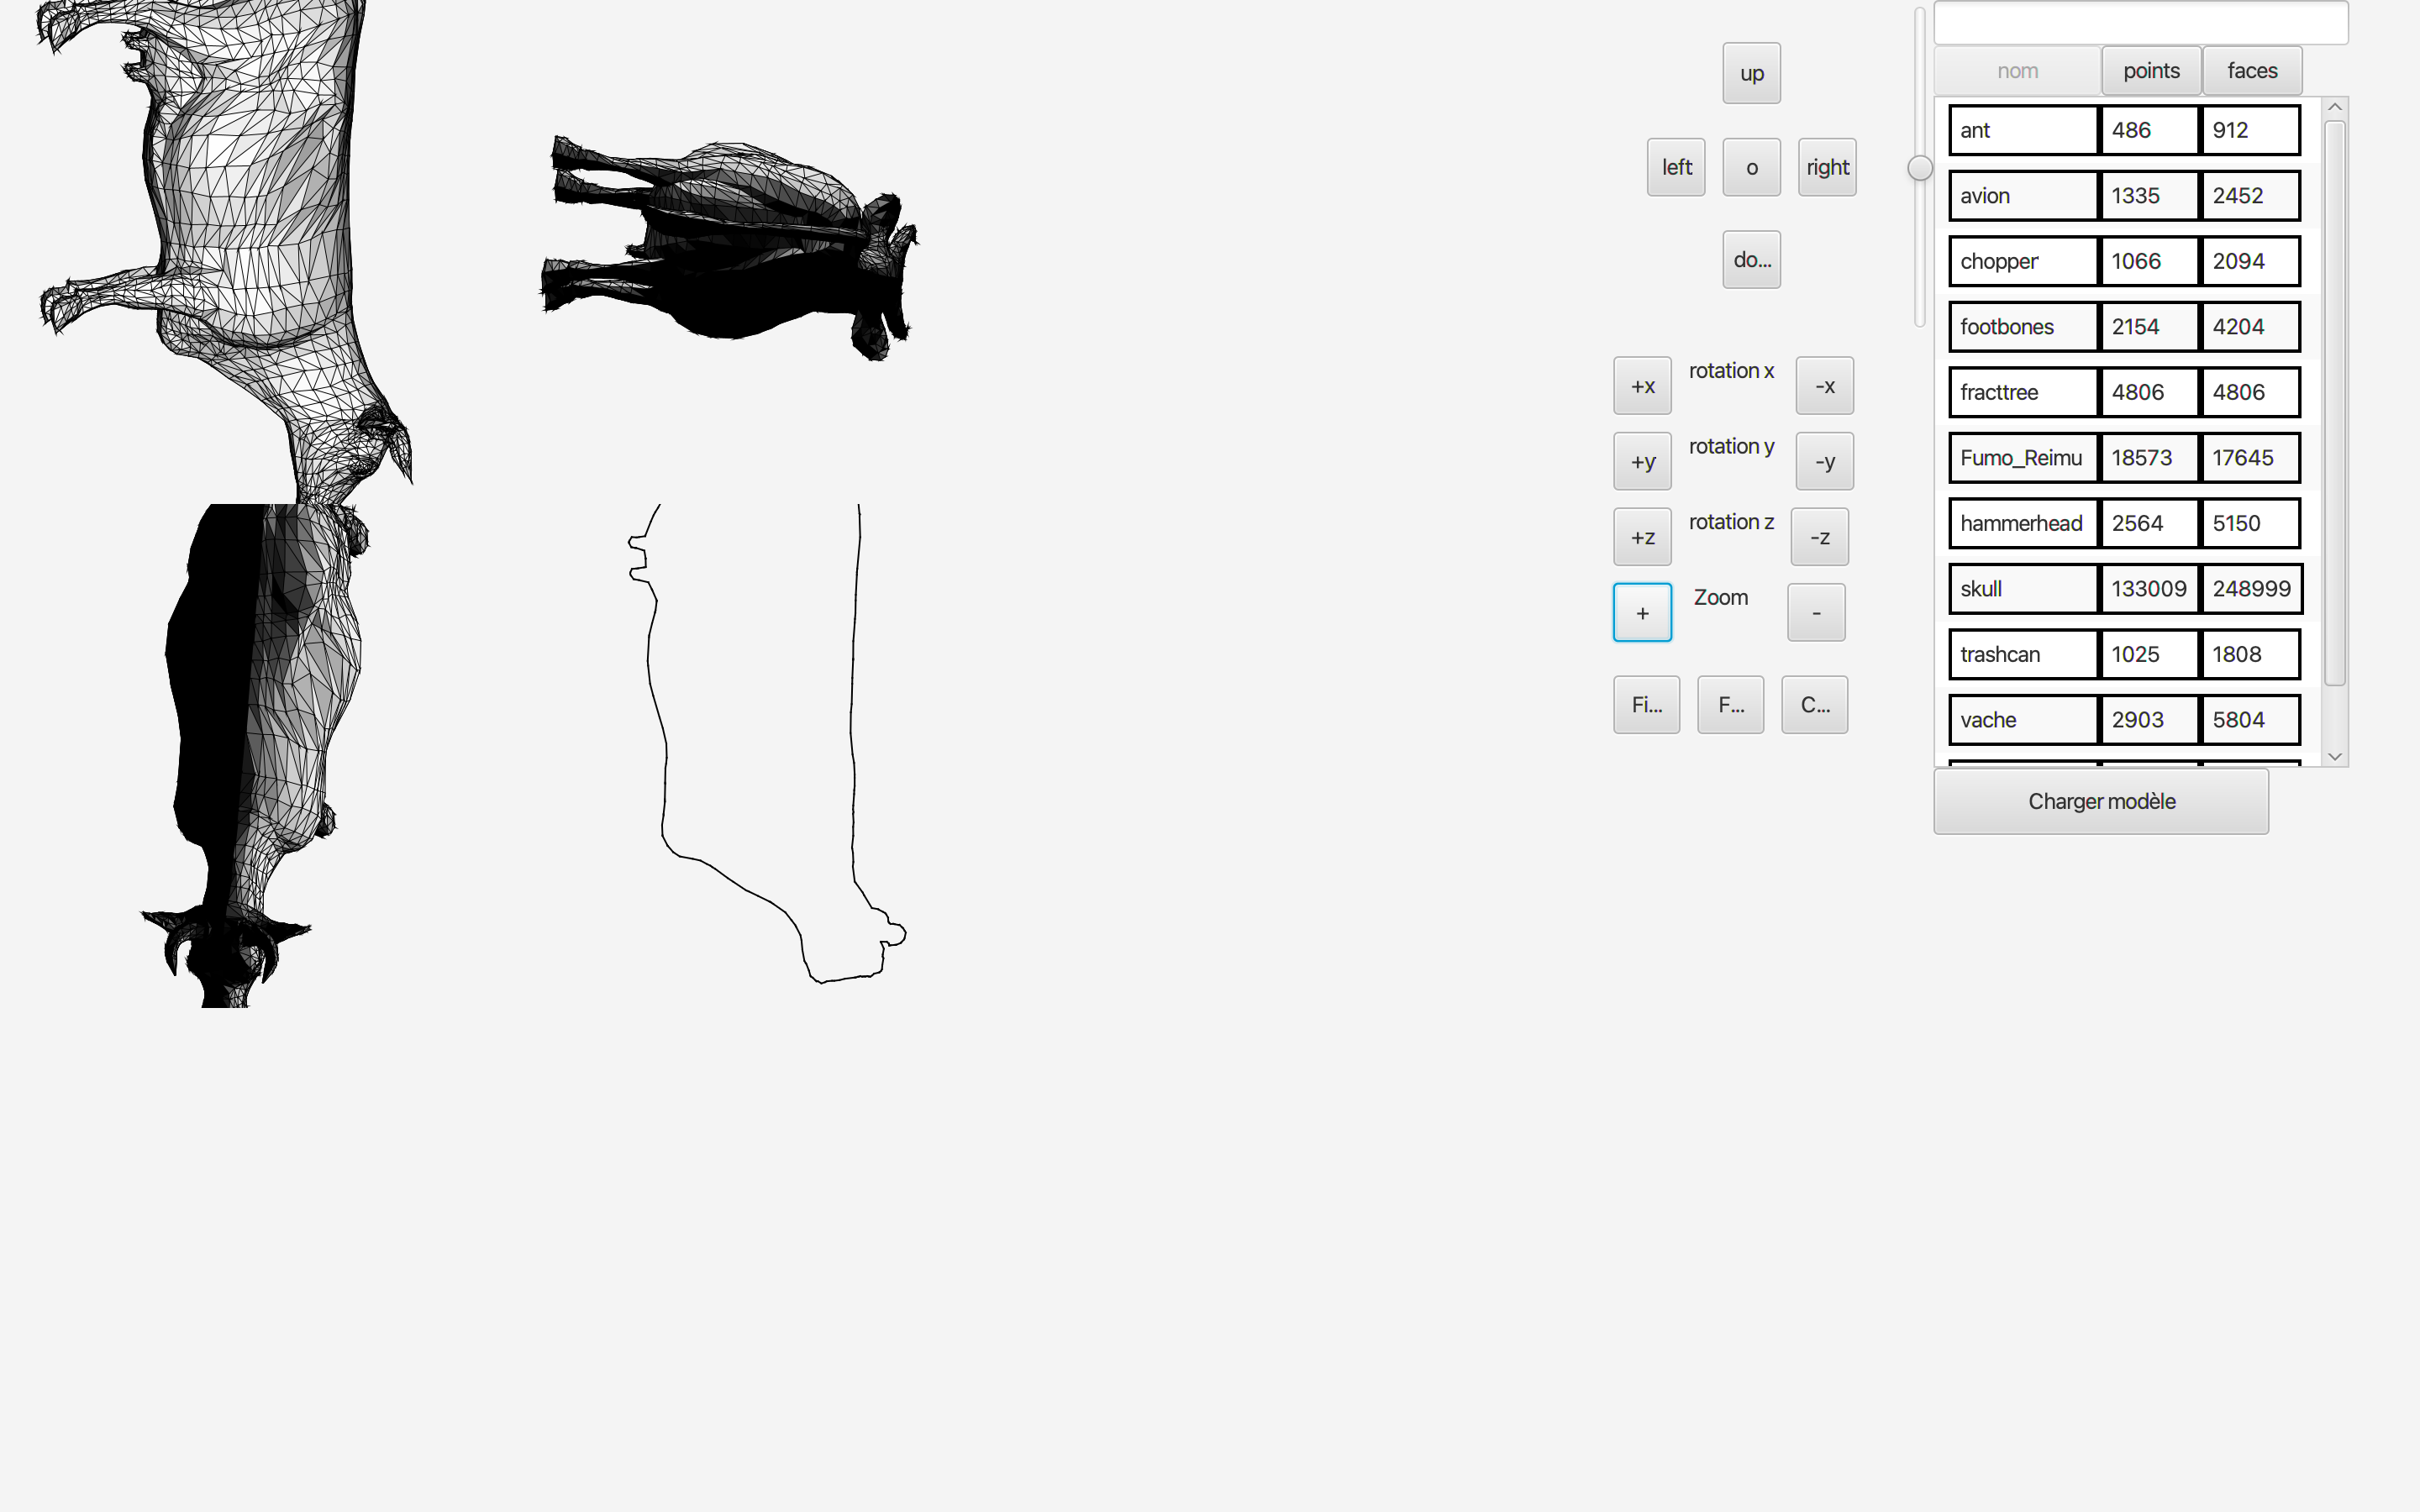 up
left o right
do...
+x rotation x -x
+y rotation y -y
+z rotation z -z
+ Zoom -
Fi... F... C...
nom points faces
ant 486 912
avion 1335 2452
chopper 1066 2094
footbones 2154 4204
fracttree 4806 4806
Fumo_Reimu 18573 17645
hammerhead 2564 5150
skull 133009 248999
trashcan 1025 1808
vache 2903 5804
Charger modèle